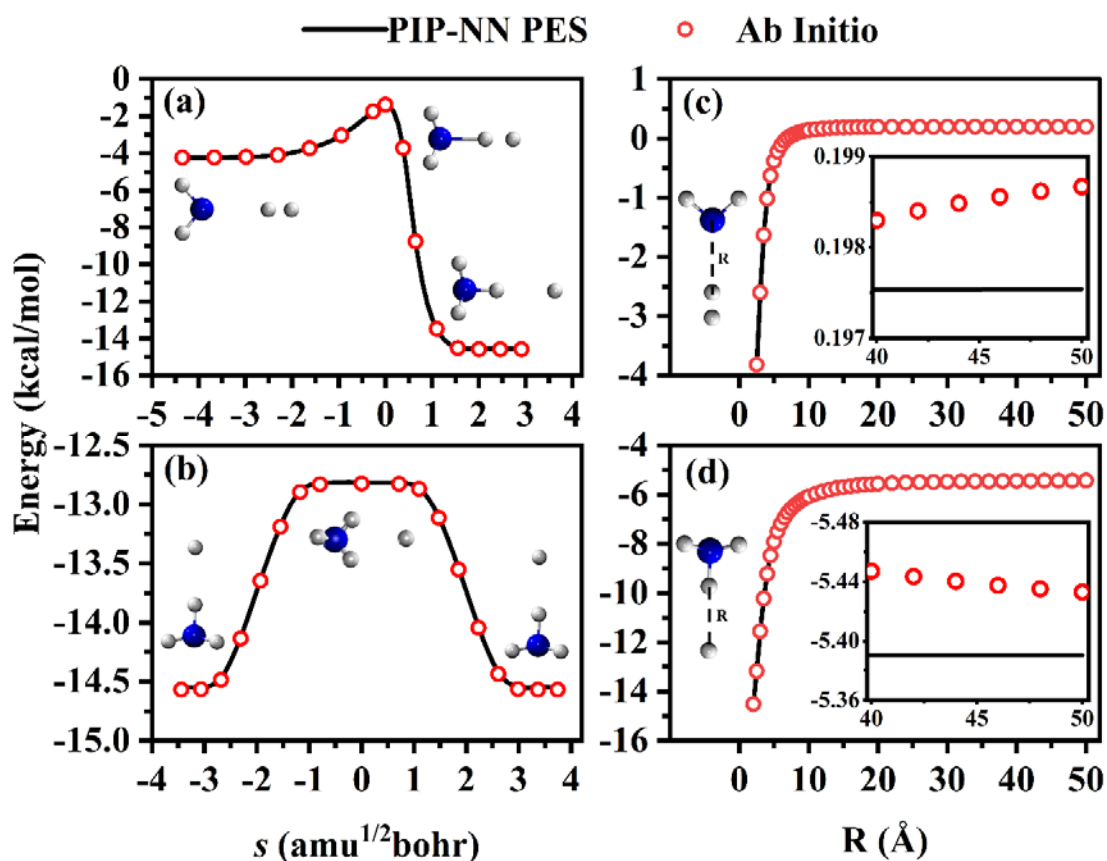 PIP-NN PES Ab Initio
Energy (kcal/mol)
(a)
0
-2
-4
-6
-8
-10
-12
-14
-16
-5 -4 -3 -2 -1 0 1 2 3 4
(c)
1
0
-1
-2
-3
-4
R
0.199
0.198
0.197
40 45 50
0 10 20 30 40 50
(b)
-12.5
-13.0
-13.5
-14.0
-14.5
-15.0
-4 -3 -2 -1 0 1 2 3 4
s (amu1/2bohr)
(d)
-4
-6
-8
-10
-12
-14
-16
R
-5.48
-5.44
-5.40
-5.36
40 45 50
0 10 20 30 40 50
R (Å)